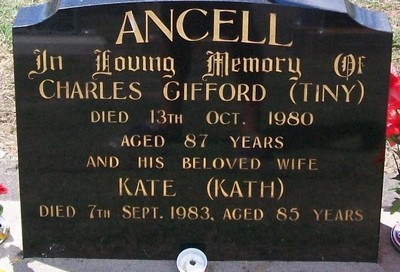 ANCELL
In Loving Memory Of
CHARLES GIFFORD (TINY)
DIED 13TH OCT. 1980
AGED 87 YEARS
AND HIS BELOVED WIFE
KATE (KATH)
DIED 7TH SEPT. 1983, AGED 85 YEARS